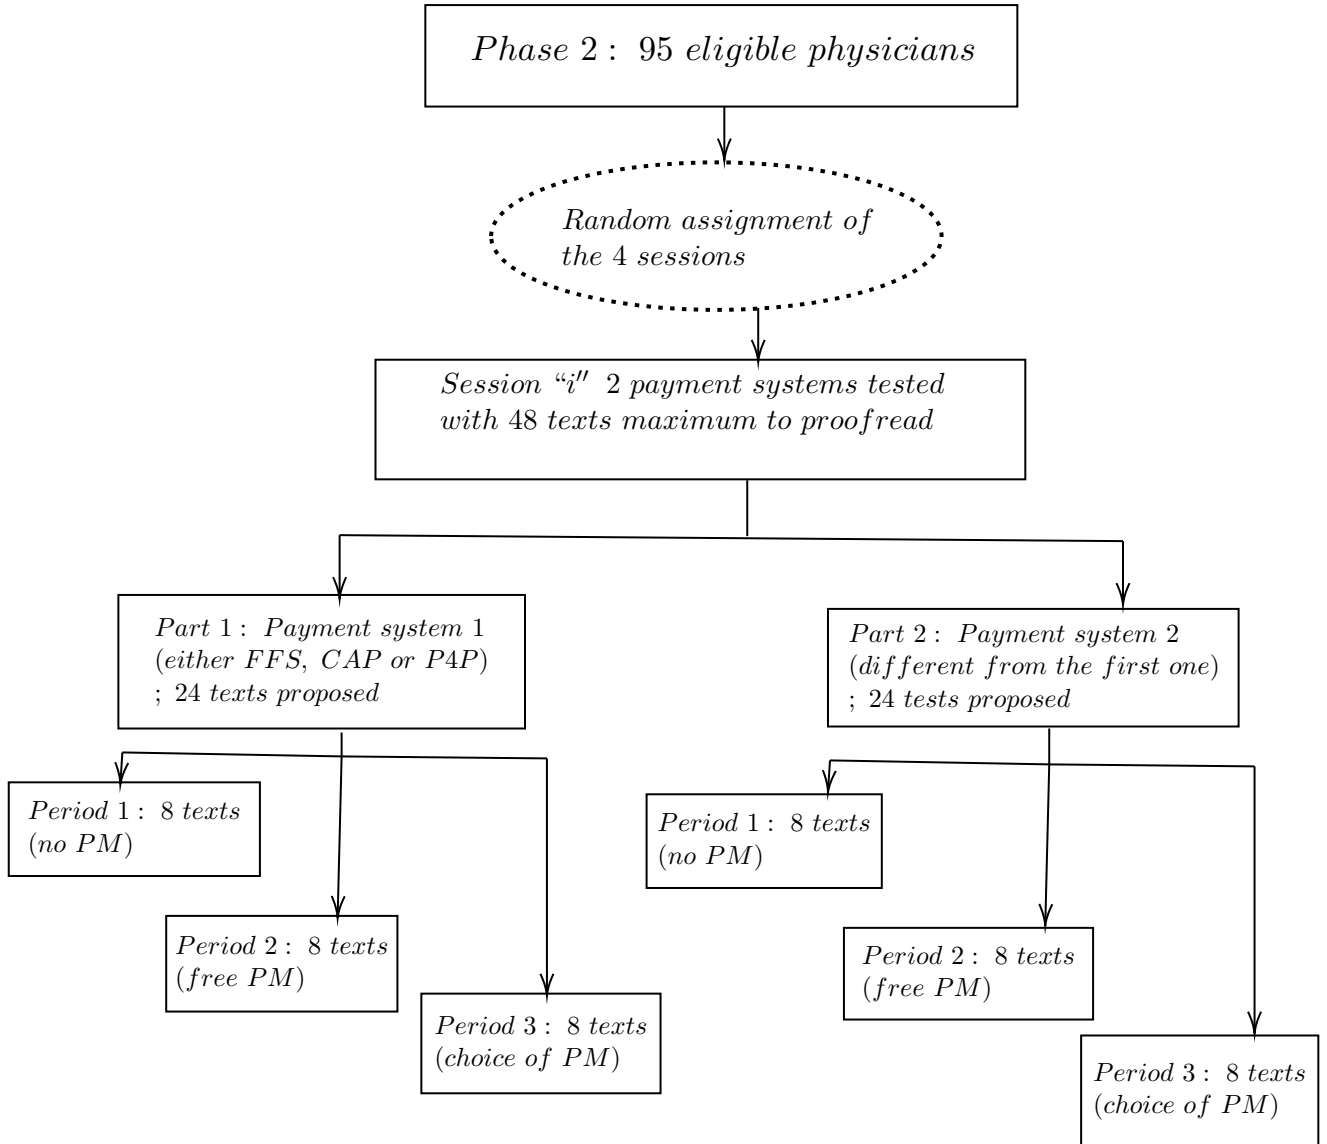 Phase 2 : 95 eligible physicians
Random assignment of
the 4 sessions
Session “i″ 2 payment systems tested
with 48 texts maximum to proofread
Part 1 : Payment system 1
(either FFS, CAP or P4P)
; 24 texts proposed
Part 2 : Payment system 2
(different from the first one)
; 24 tests proposed
Period 1 : 8 texts
(no PM)
Period 2 : 8 texts
(free PM)
Period 3 : 8 texts
(choice of PM)
Period 1 : 8 texts
(no PM)
Period 2 : 8 texts
(free PM)
Period 3 : 8 texts
(choice of PM)